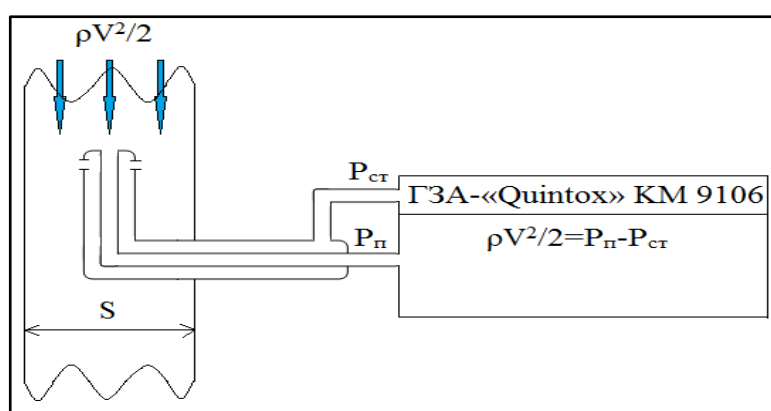 ρV²/2
Pст
ГЗА-«Quintox» КМ 9106
Pп
ρV²/2=Pп-Pст
S